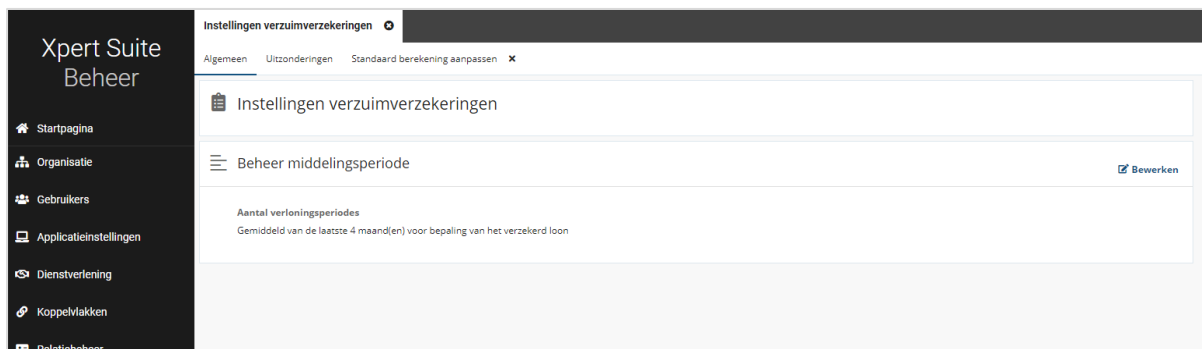 Xpert Suite
Beheer
Startpagina
Organisatie
Gebruikers
Applicatieinstellingen
Dienstverlening
Koppelvlakken
Relatiebeheer
Instellingen verzuimverzekeringen
Algemeen Uitzonderingen Standaard berekening aanpassen
Instellingen verzuimverzekeringen
Beheer middelingsperiode
Bewerken
Aantal verloningsperiodes
Gemiddeld van de laatste 4 maand(en) voor bepaling van het verzekerd loon